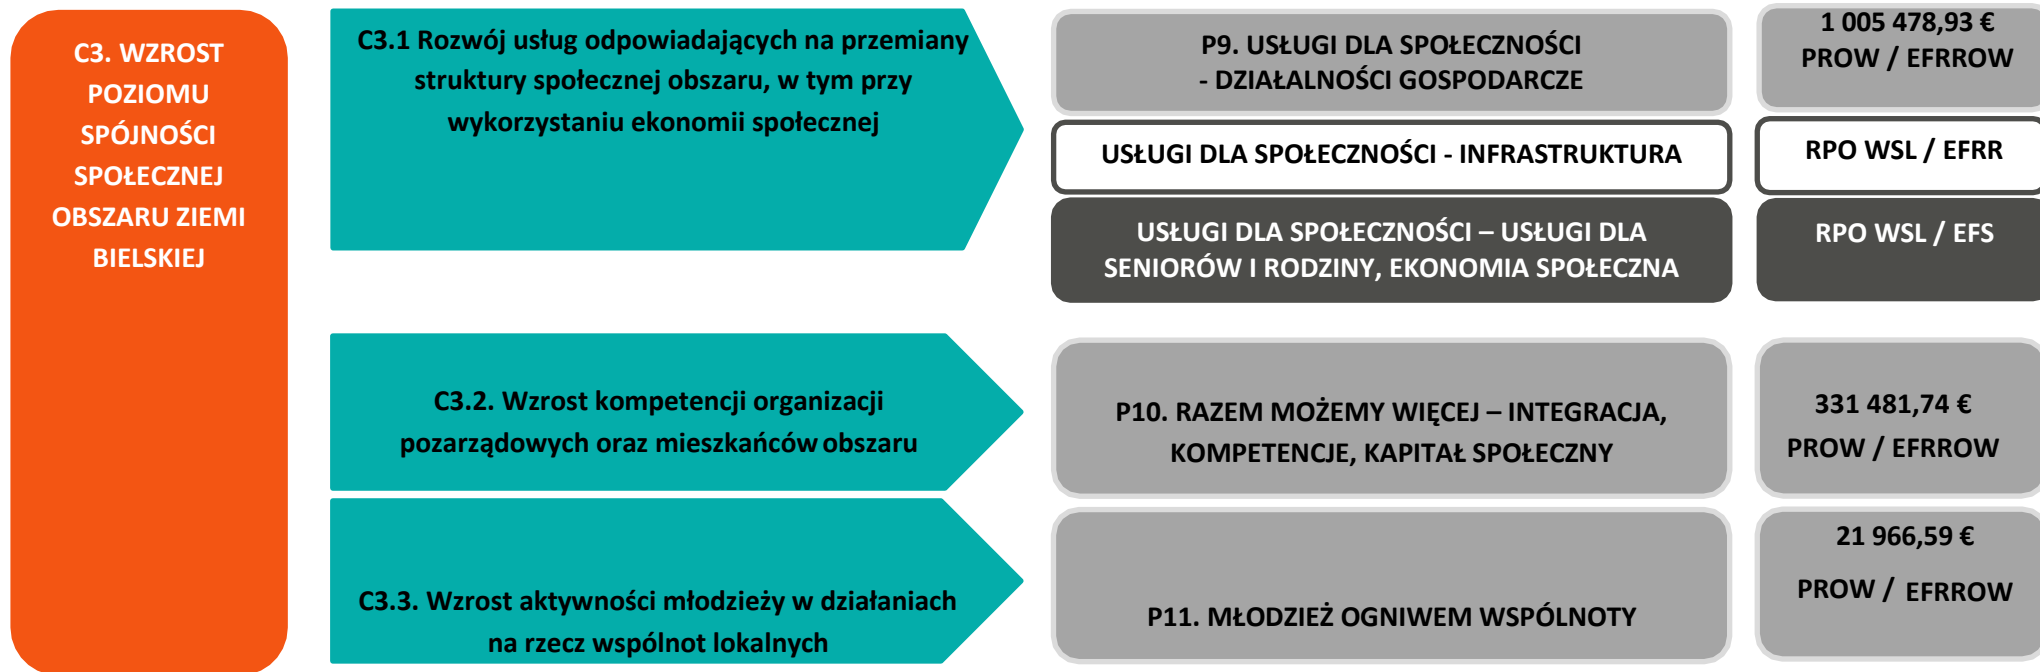 C3. WZROST
POZIOMU
SPÓJNOŚCI
SPOŁECZNEJ
OBSZARU ZIEMI
BIELSKIEJ
C3.1 Rozwój usług odpowiadających na przemiany
struktury społecznej obszaru, w tym przy
wykorzystaniu ekonomii społecznej
P9. USŁUGI DLA SPOŁECZNOŚCI
- DZIAŁALNOŚCI GOSPODARCZE
1 005 478,93 €
PROW / EFRROW
USŁUGI DLA SPOŁECZNOŚCI - INFRASTRUKTURA
RPO WSL / EFRR
USŁUGI DLA SPOŁECZNOŚCI – USŁUGI DLA
SENIORÓW I RODZINY, EKONOMIA SPOŁECZNA
RPO WSL / EFS
C3.2. Wzrost kompetencji organizacji
pozarządowych oraz mieszkańców obszaru
P10. RAZEM MOŻEMY WIĘCEJ – INTEGRACJA,
KOMPETENCJE, KAPITAŁ SPOŁECZNY
331 481,74 €
PROW / EFRROW
C3.3. Wzrost aktywności młodzieży w działaniach
na rzecz wspólnot lokalnych
P11. MŁODZIEŻ OGNIWEM WSPÓLNOTY
21 966,59 €
PROW / EFRROW